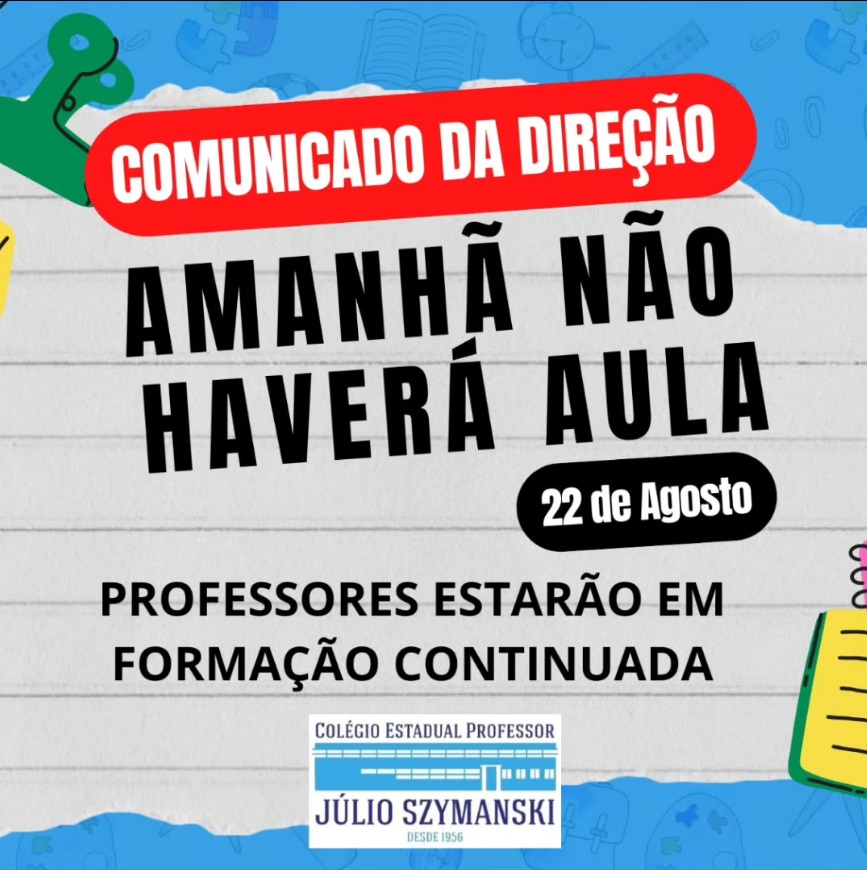 COMUNICADO DA DIREÇÃO
AMANHÃ NÃO
HAVERÁ AULA
22 de Agosto
PROFESSORES ESTARÃO EM
FORMAÇÃO CONTINUADA
COLÉGIO ESTADUAL PROFESSOR
JÚLIO SZYMANSKI
DESDE 1956